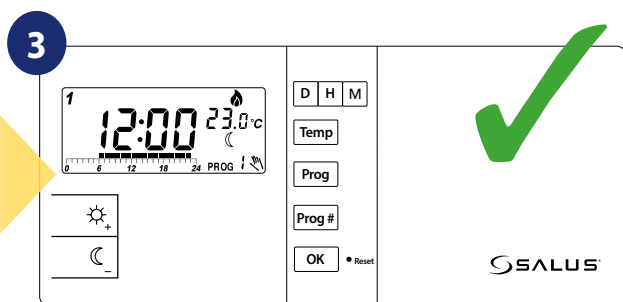 3
1
12:00
23.0°C
0 6 12 18 24 PROG 1
+
−
D H M
Temp
Prog
Prog #
OK
Reset
SALUS